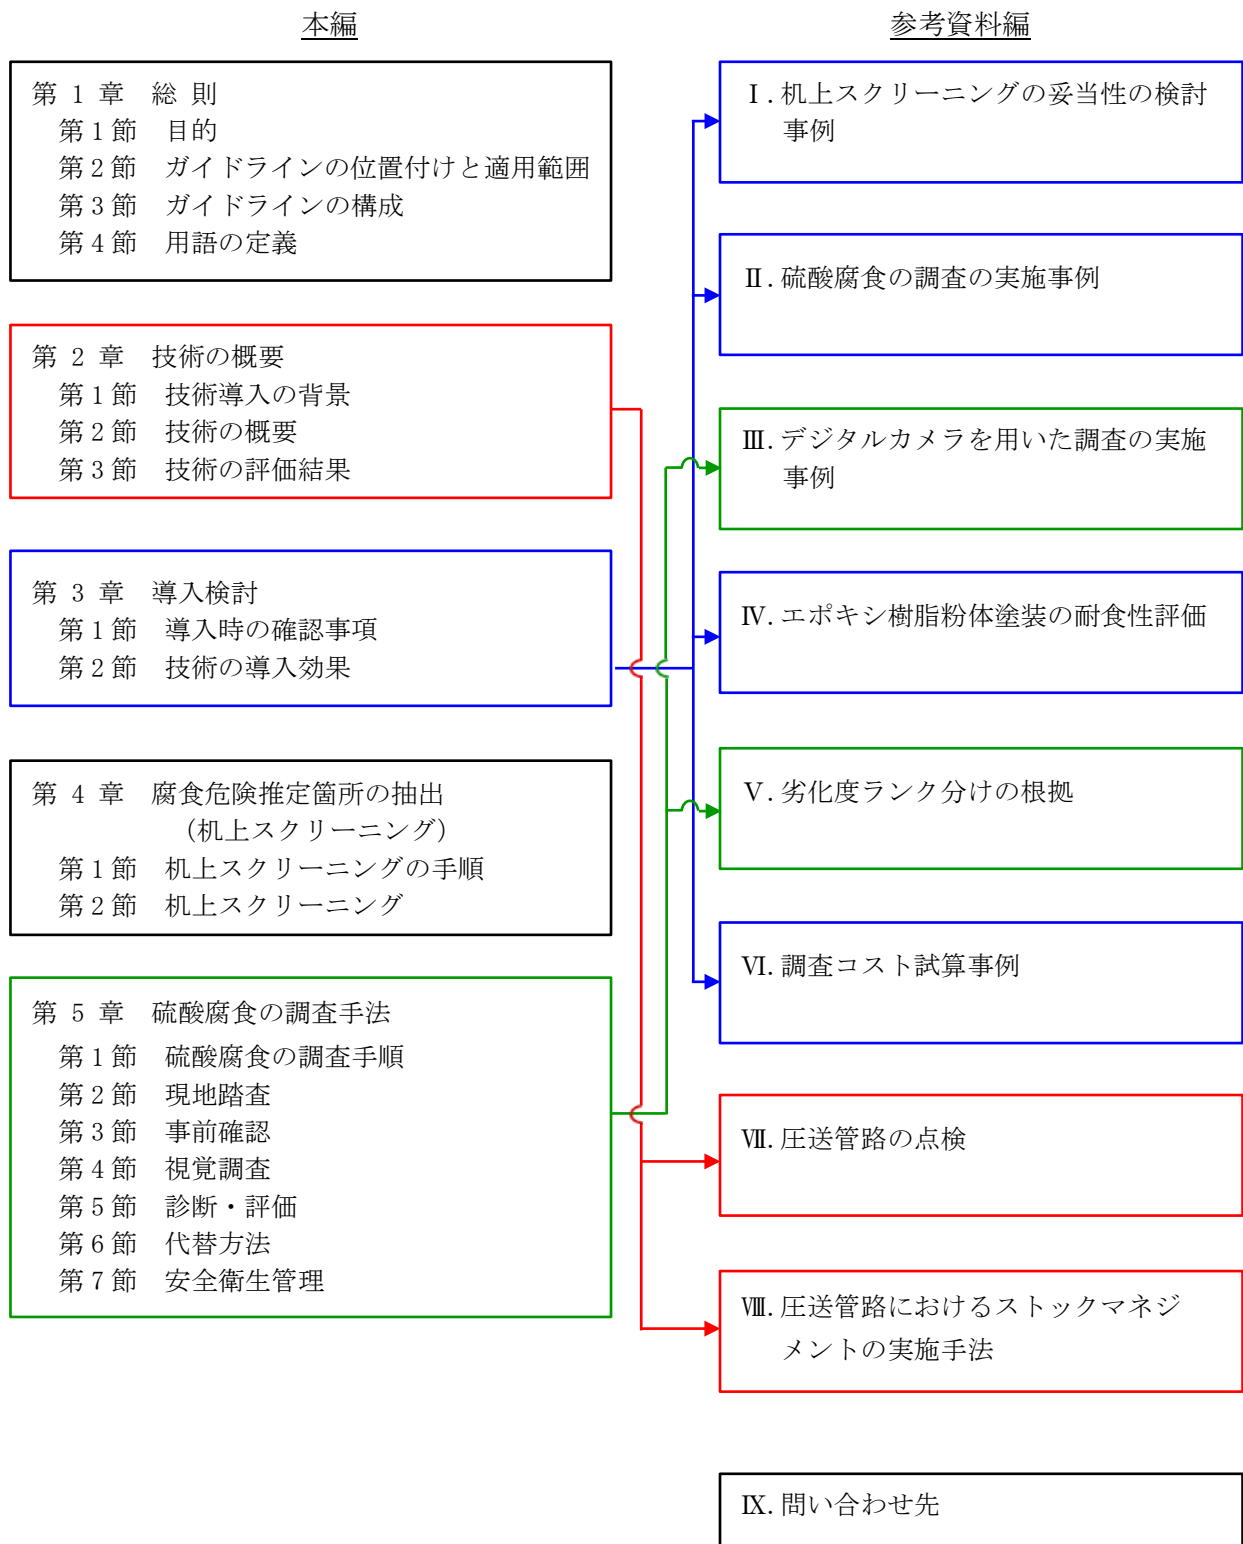 本編
第 1 章　総 則
第1節　目的
第2節　ガイドラインの位置付けと適用範囲
第3節　ガイドラインの構成
第4節　用語の定義
第 2 章　技術の概要
第1節　技術導入の背景
第2節　技術の概要
第3節　技術の評価結果
第 3 章　導入検討
第1節　導入時の確認事項
第2節　技術の導入効果
第 4 章　腐食危険推定箇所の抽出
（机上スクリーニング）
第1節　机上スクリーニングの手順
第2節　机上スクリーニング
第 5 章　硫酸腐食の調査手法
第1節　硫酸腐食の調査手順
第2節　現地踏査
第3節　事前確認
第4節　視覚調査
第5節　診断・評価
第6節　代替方法
第7節　安全衛生管理
参考資料編
Ⅰ.机上スクリーニングの妥当性の検討
事例
Ⅱ.硫酸腐食の調査の実施事例
Ⅲ.デジタルカメラを用いた調査の実施
事例
Ⅳ.エポキシ樹脂粉体塗装の耐食性評価
Ⅴ.劣化度ランク分けの根拠
Ⅵ.調査コスト試算事例
Ⅶ.圧送管路の点検
Ⅷ.圧送管路におけるストックマネジ
メントの実施手法
Ⅸ.問い合わせ先